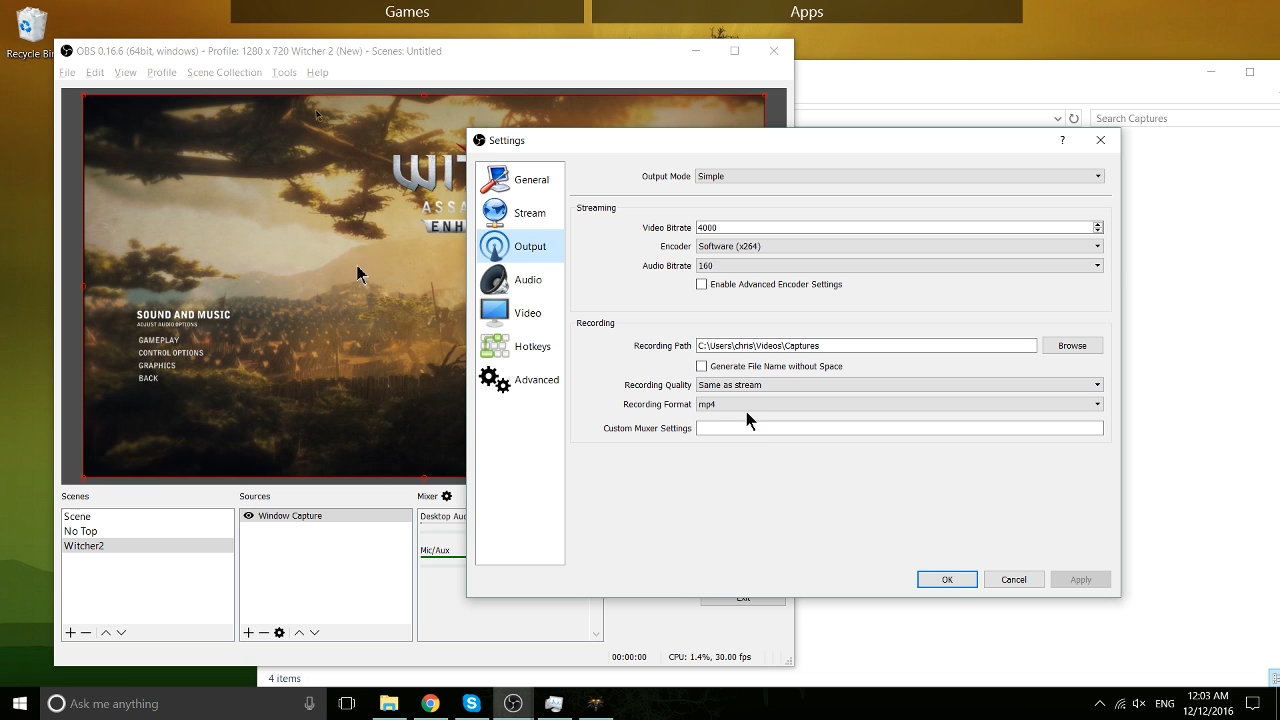 Games
Apps
Recycle Bin
OBS 0.16.6 (64bit, windows) - Profile: 1280 x 720 Witcher 2 (New) - Scenes: Untitled
File Edit View Profile Scene Collection Tools Help
Search Captures
Settings
General
Stream
Output
Audio
Video
Hotkeys
Advanced
Output Mode Simple
Streaming
Video Bitrate 4000
Encoder Software (x264)
Audio Bitrate 160
Enable Advanced Encoder Settings
Recording
Recording Path C:\Users\chris\Videos\Captures Browse
Generate File Name without Space
Recording Quality Same as stream
Recording Format mp4
Custom Muxer Settings
OK Cancel Apply
WIT
ASSA
ENH
SOUND AND MUSIC
ADJUST AUDIO OPTIONS
GAMEPLAY
CONTROL OPTIONS
GRAPHICS
BACK
Scenes
Scene
No Top
Witcher2
Sources
Window Capture
Mixer
Desktop Aud
Mic/Aux
Exit
00:00:00 CPU: 1.4%, 30.00 fps
4 items
Ask me anything
ENG
12:03 AM
12/12/2016